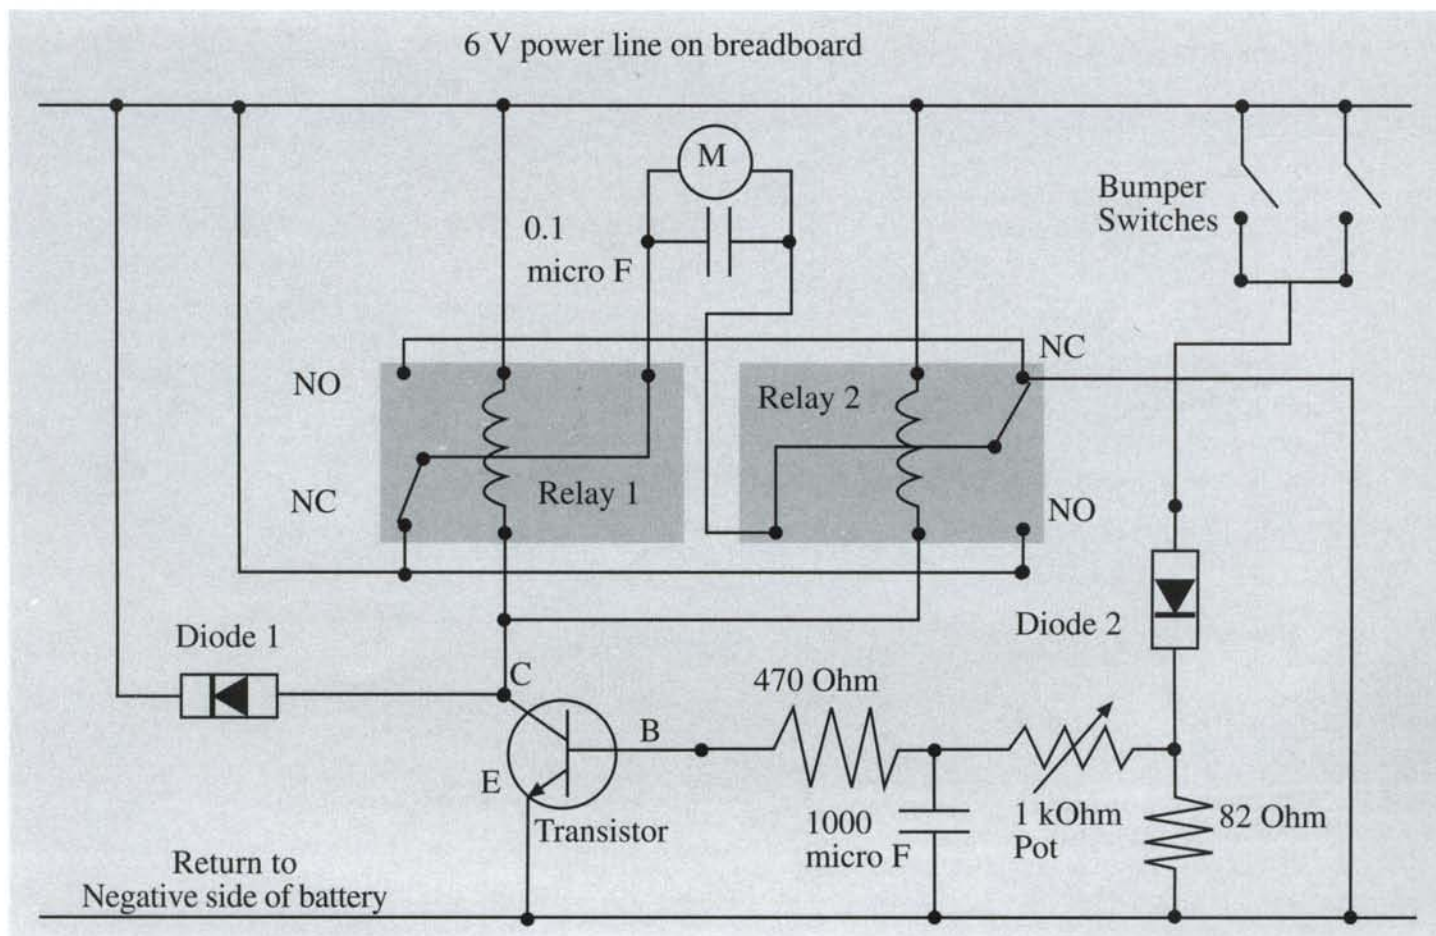 6 V power line on breadboard
M
0.1
micro F
Bumper
Switches
NO
NC
Relay 1
Relay 2
NC
NO
Diode 1
Diode 2
C
B
E
Transistor
470 Ohm
1000
micro F
1 kOhm
Pot
82 Ohm
Return to
Negative side of battery